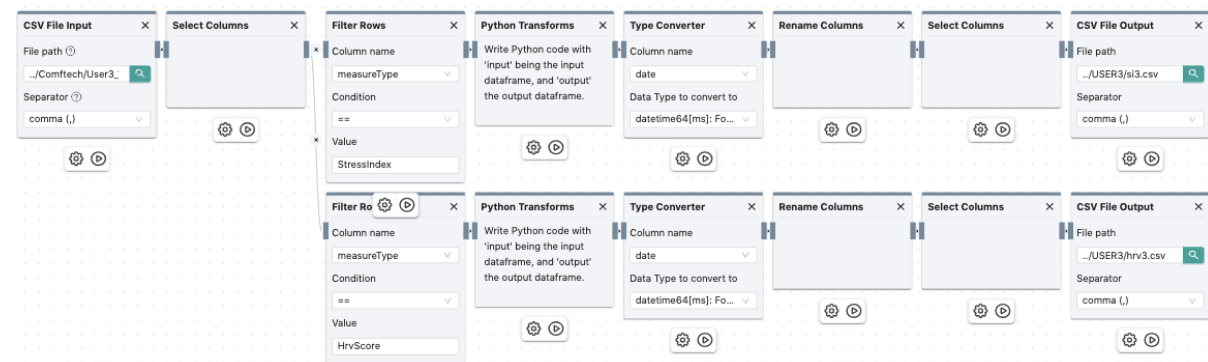 CSV File Input
File path
../Comftech/User3_
Separator
comma (,)
Select Columns
Filter Rows
Column name
measureType
Condition
==
Value
StressIndex
Python Transforms
Write Python code with
'input' being the input
dataframe, and 'output'
the output dataframe.
Type Converter
Column name
date
Data Type to convert to
datetime64[ms]: Fo...
Rename Columns
Select Columns
CSV File Output
File path
../USER3/si3.csv
Separator
comma (,)
Filter Ro
Column name
measureType
Condition
==
Value
HrvScore
Python Transforms
Write Python code with
'input' being the input
dataframe, and 'output'
the output dataframe.
Type Converter
Column name
date
Data Type to convert to
datetime64[ms]: Fo...
Rename Columns
Select Columns
CSV File Output
File path
../USER3/hrv3.csv
Separator
comma (,)